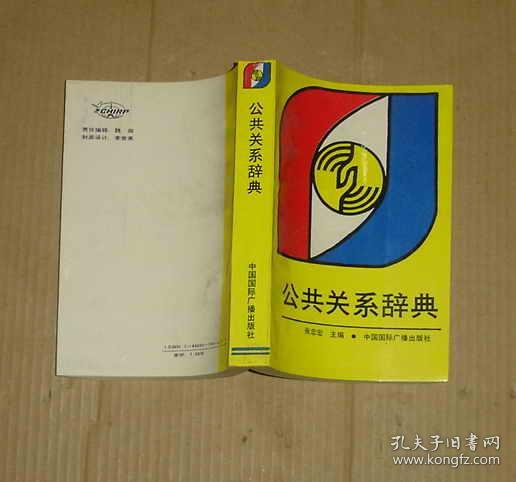 CHIRP
责任编辑
封面设计
公共关系辞典
中国国际广播出版社
公共关系辞典
主编 ● 中国国际广播出版社
孔夫子旧书网
www.kongfz.com